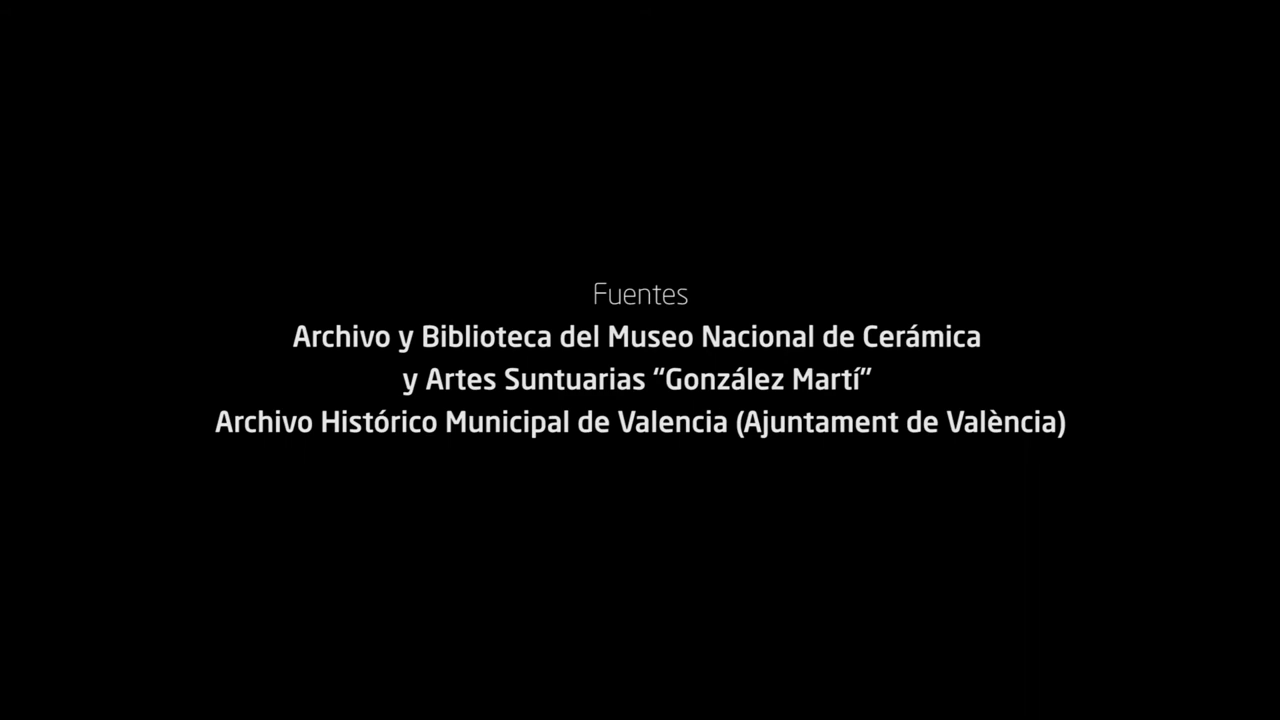 Fuentes
Archivo y Biblioteca del Museo Nacional de Cerámica
y Artes Suntuarias “González Martí”
Archivo Histórico Municipal de Valencia (Ajuntament de València)